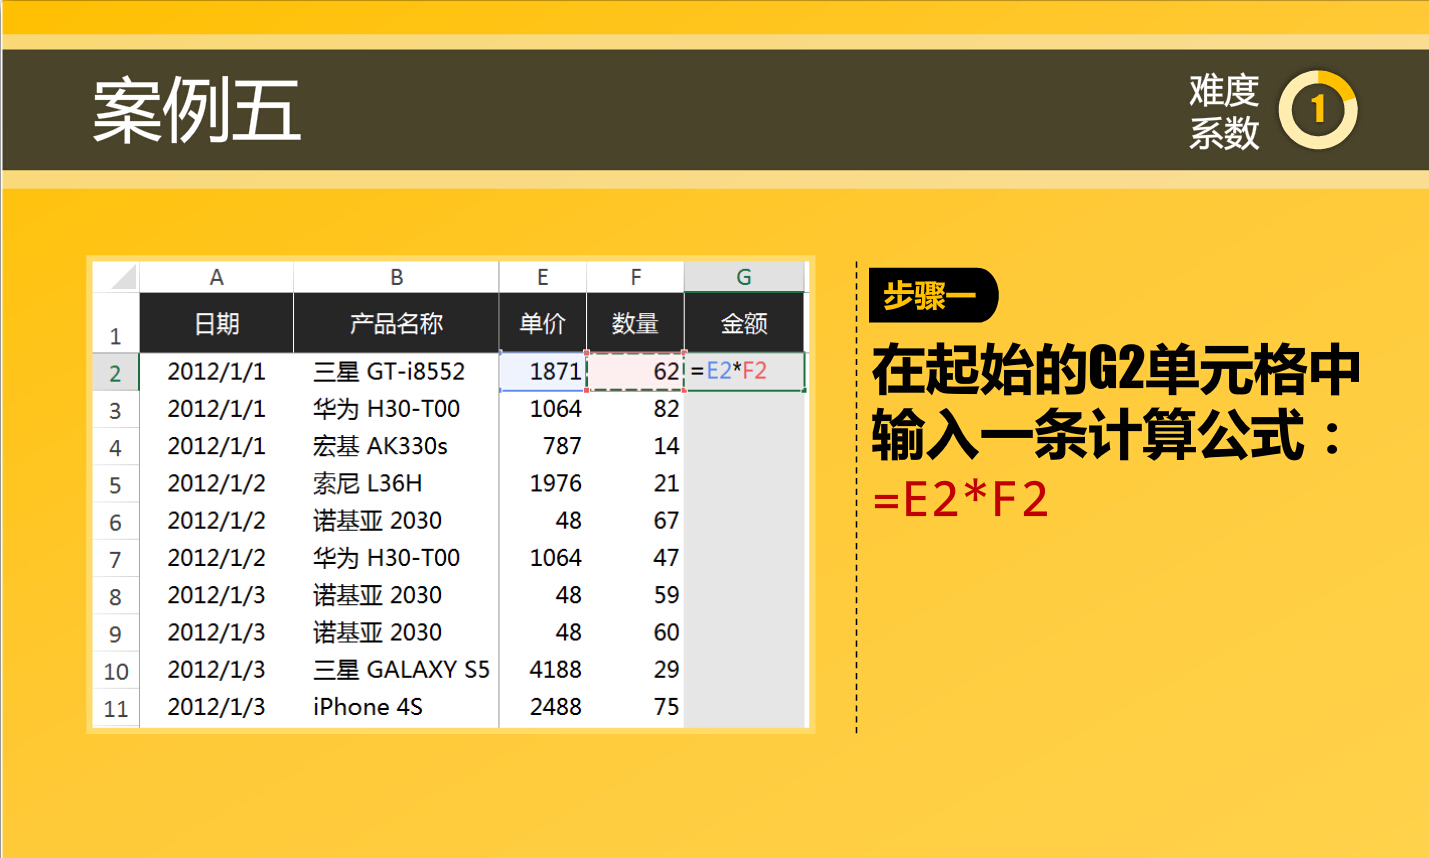 案例五
难度
系数
1
A B E F G
1 日期 产品名称 单价 数量 金额
2 2012/1/1 三星 GT-i8552 1871 62 =E2*F2
3 2012/1/1 华为 H30-T00 1064 82
4 2012/1/1 宏基 AK330s 787 14
5 2012/1/2 索尼 L36H 1976 21
6 2012/1/2 诺基亚 2030 48 67
7 2012/1/2 华为 H30-T00 1064 47
8 2012/1/3 诺基亚 2030 48 59
9 2012/1/3 诺基亚 2030 48 60
10 2012/1/3 三星 GALAXY S5 4188 29
11 2012/1/3 iPhone 4S 2488 75
步骤一
在起始的G2单元格中
输入一条计算公式：
=E2*F2